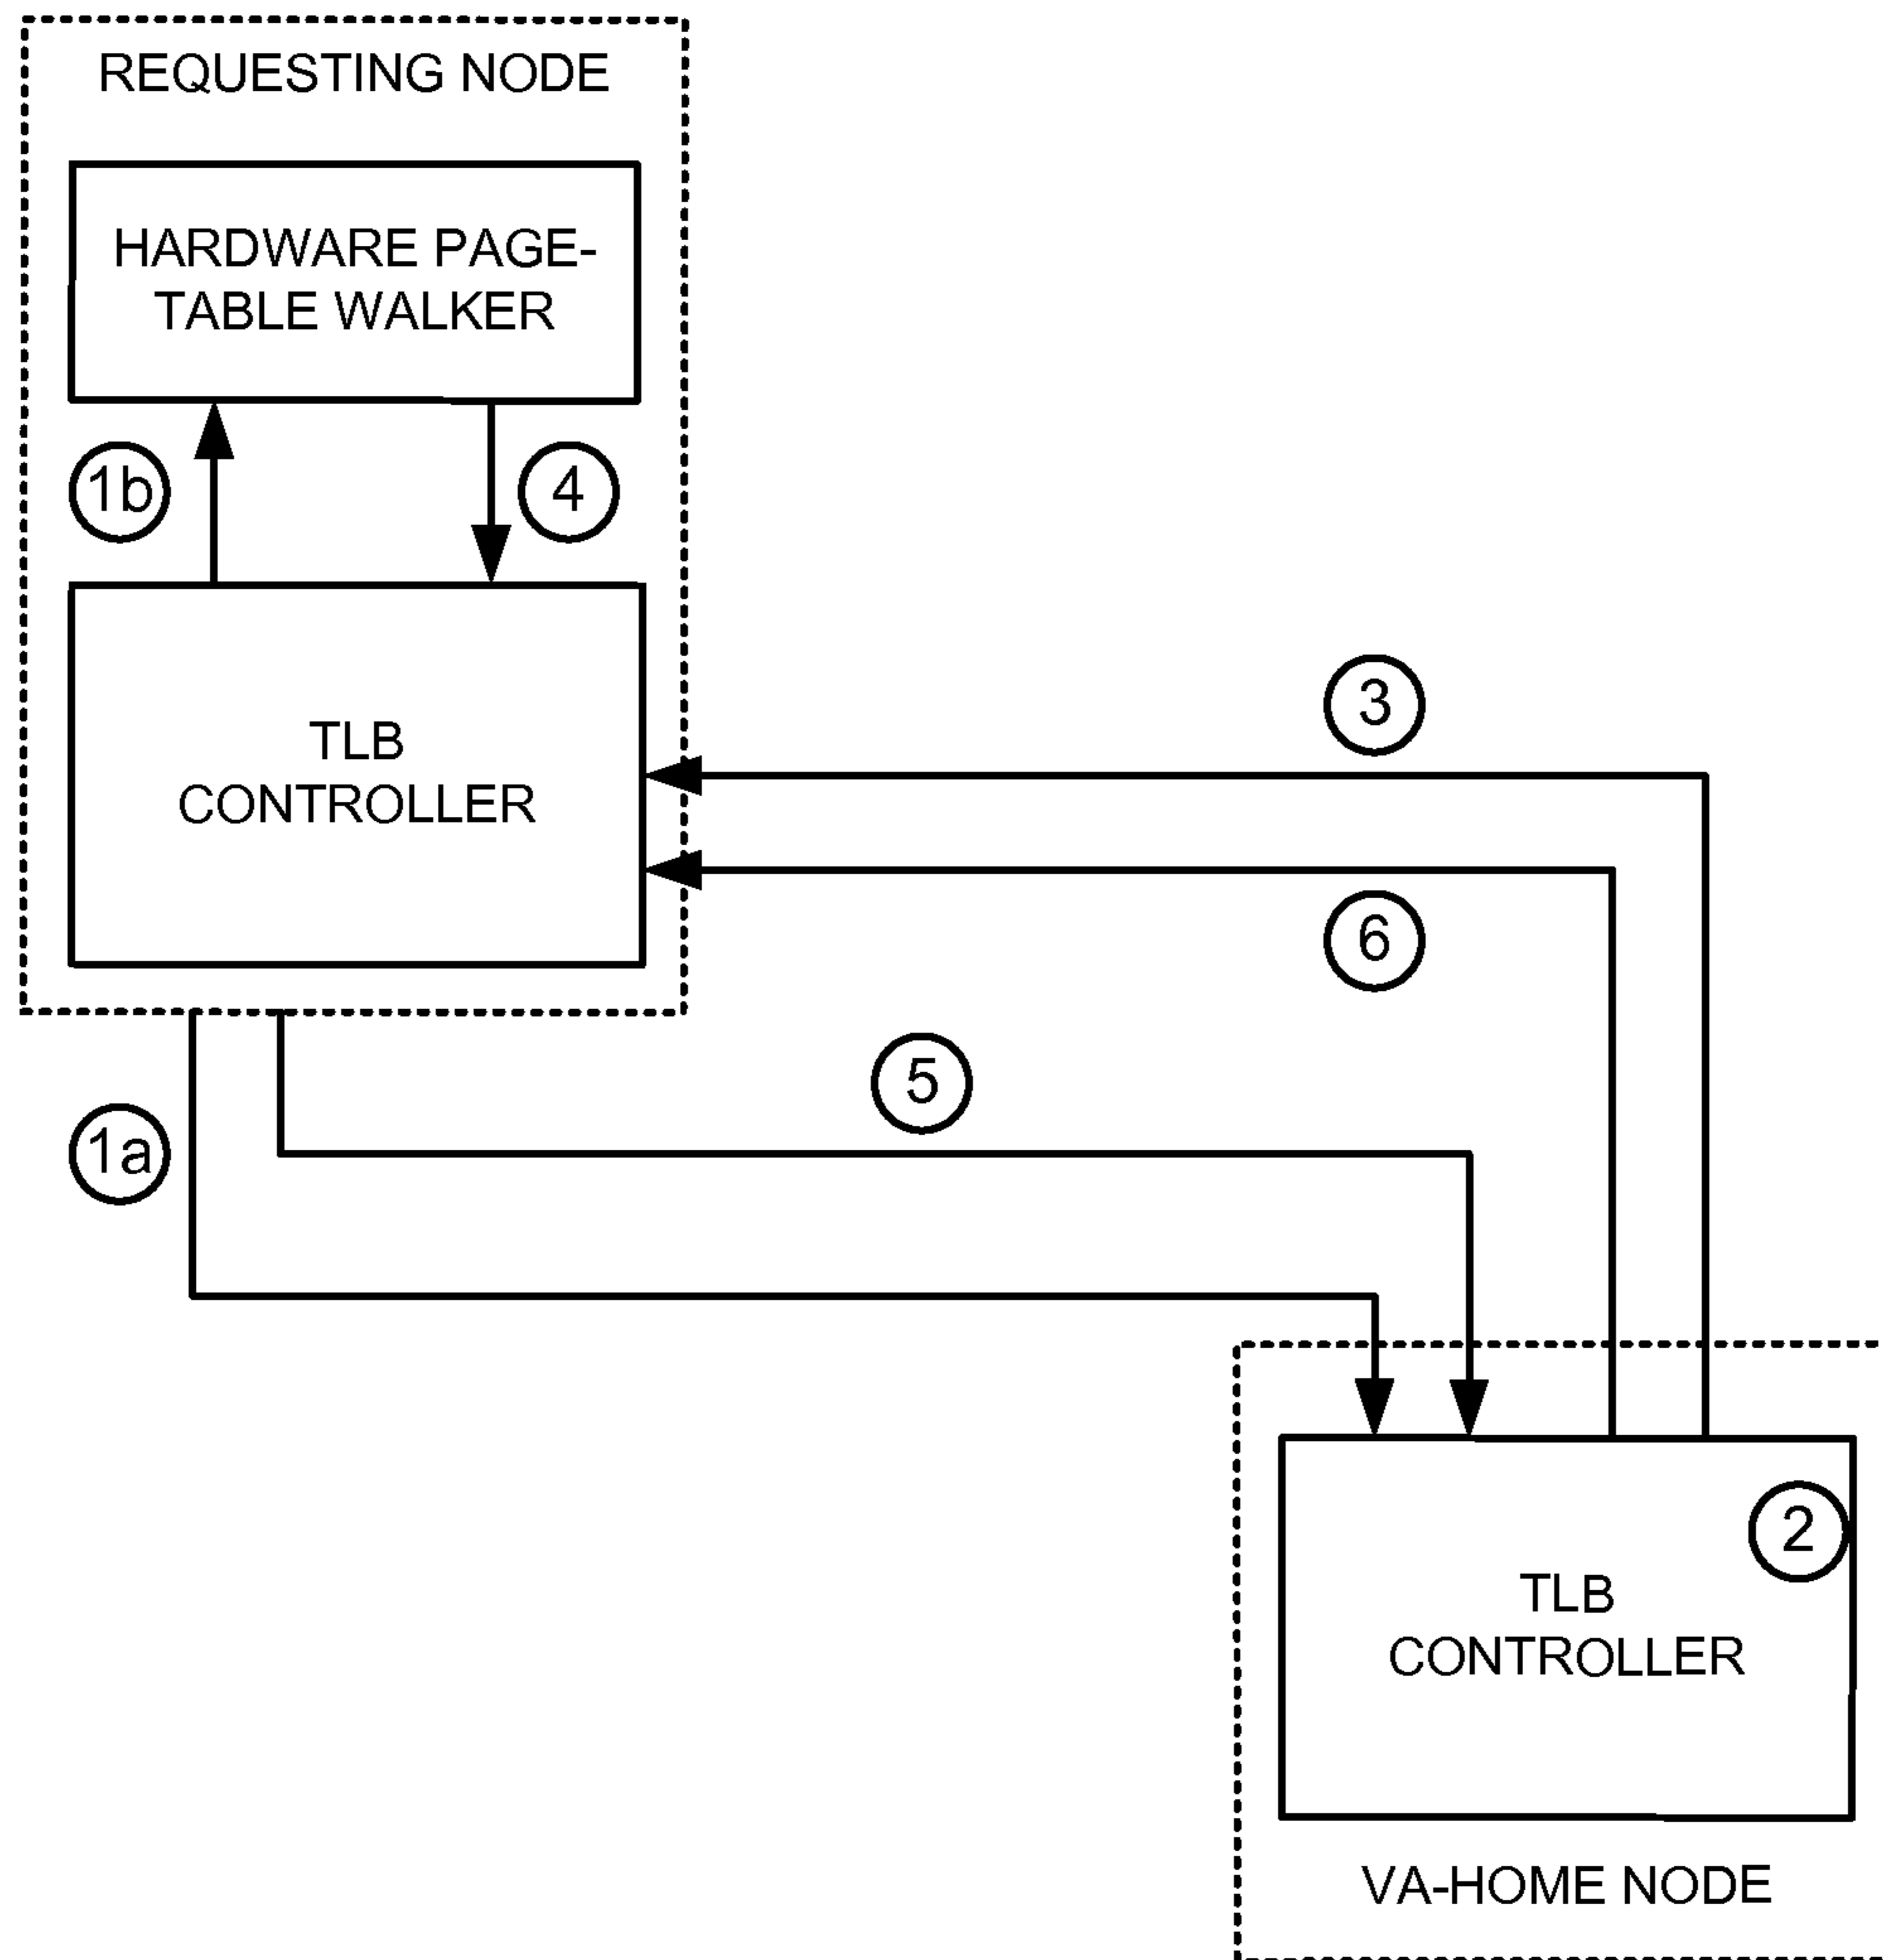 REQUESTING NODE
HARDWARE PAGE-
TABLE WALKER
1b
4
TLB
CONTROLLER
3
6
5
1a
2
TLB
CONTROLLER
VA-HOME NODE